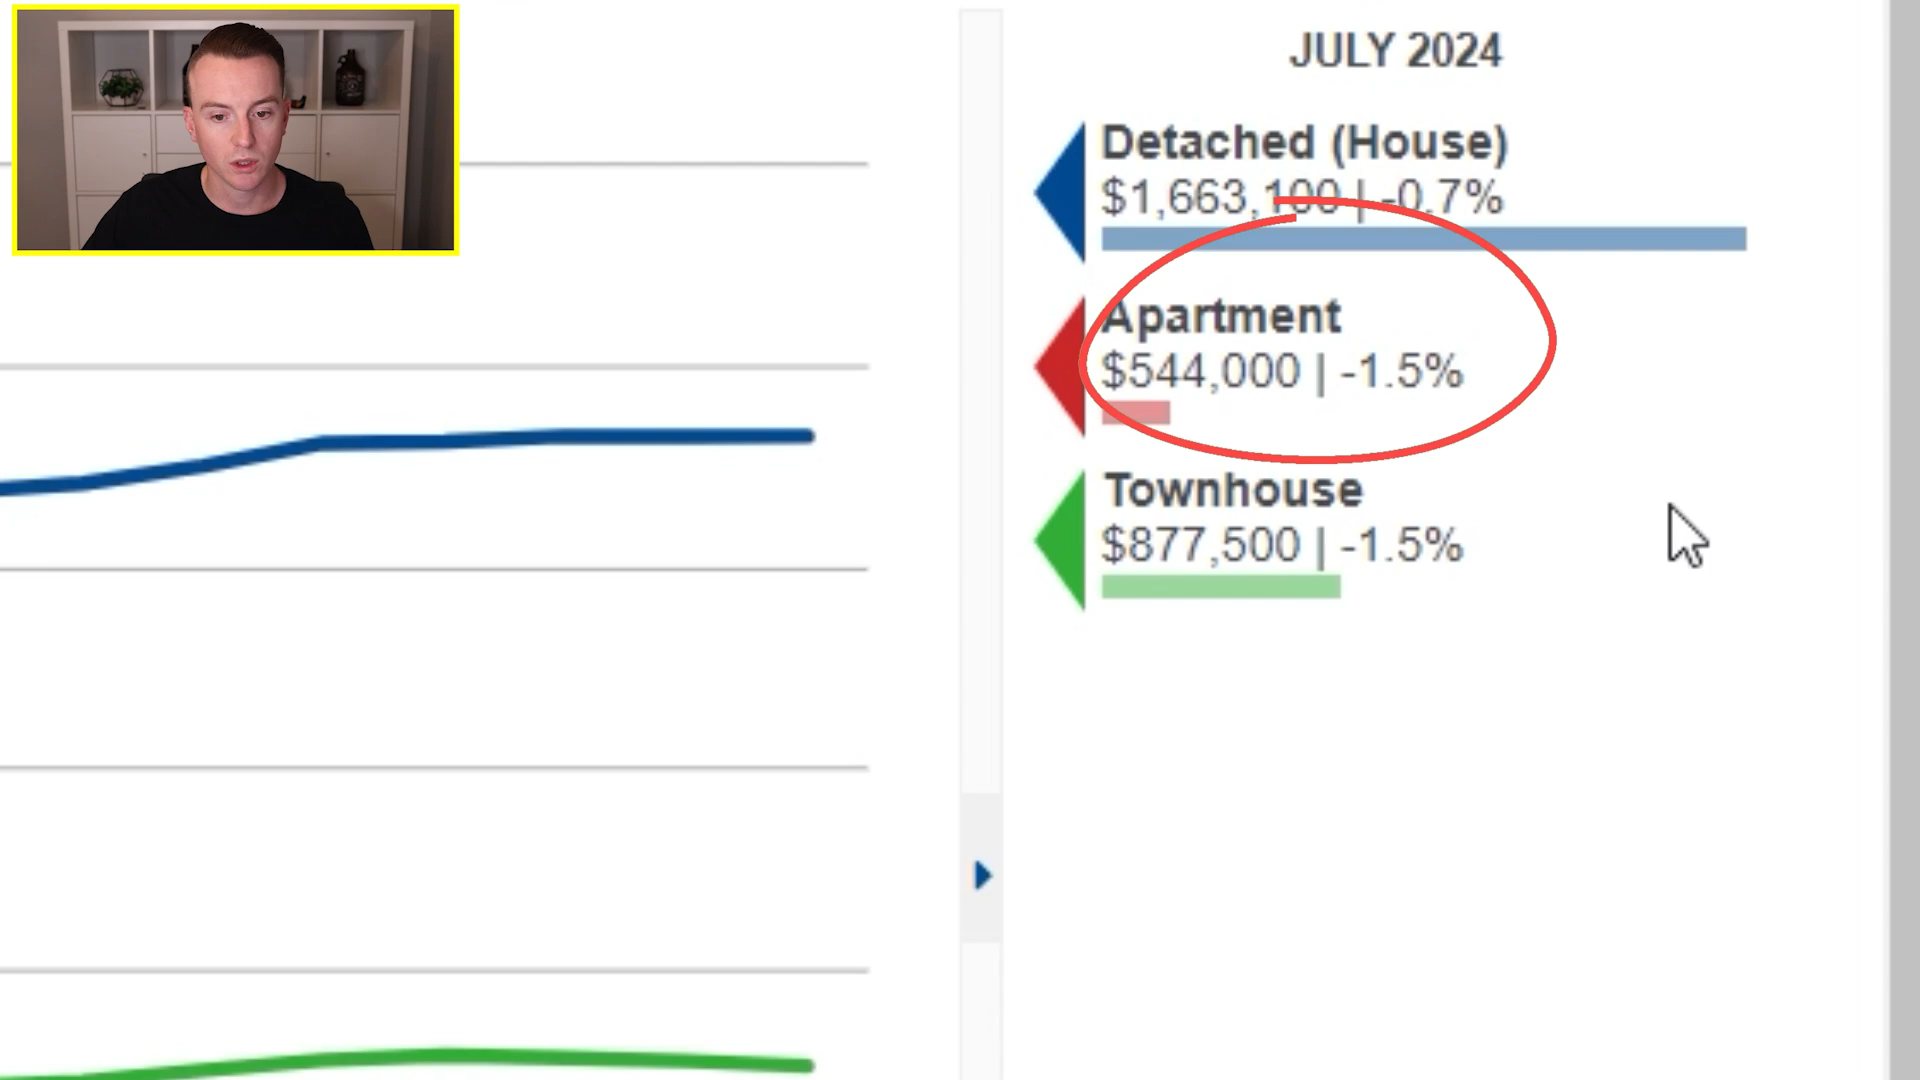 JULY 2024
Detached (House)
$1,663,100 | -0.7%
Apartment
$544,000 | -1.5%
Townhouse
$877,500 | -1.5%